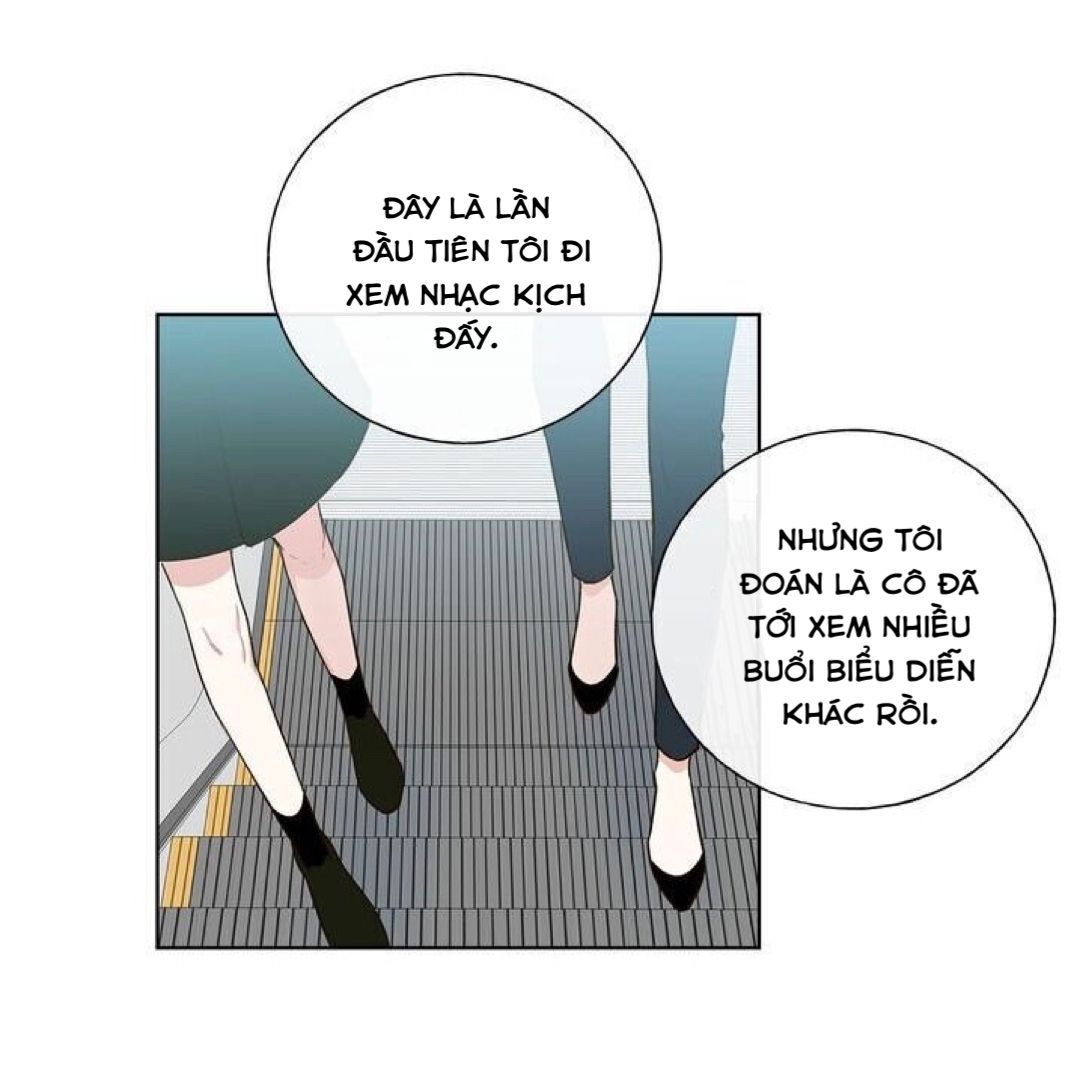 ĐÂY LÀ LẦN
ĐẦU TIÊN TÔI ĐI
XEM NHẠC KỊCH
ĐẤY.
NHƯNG TÔI
ĐOÁN LÀ CÔ ĐÃ
TỚI XEM NHIỀU
BUỔI BIỂU DIỄN
KHÁC RỒI.